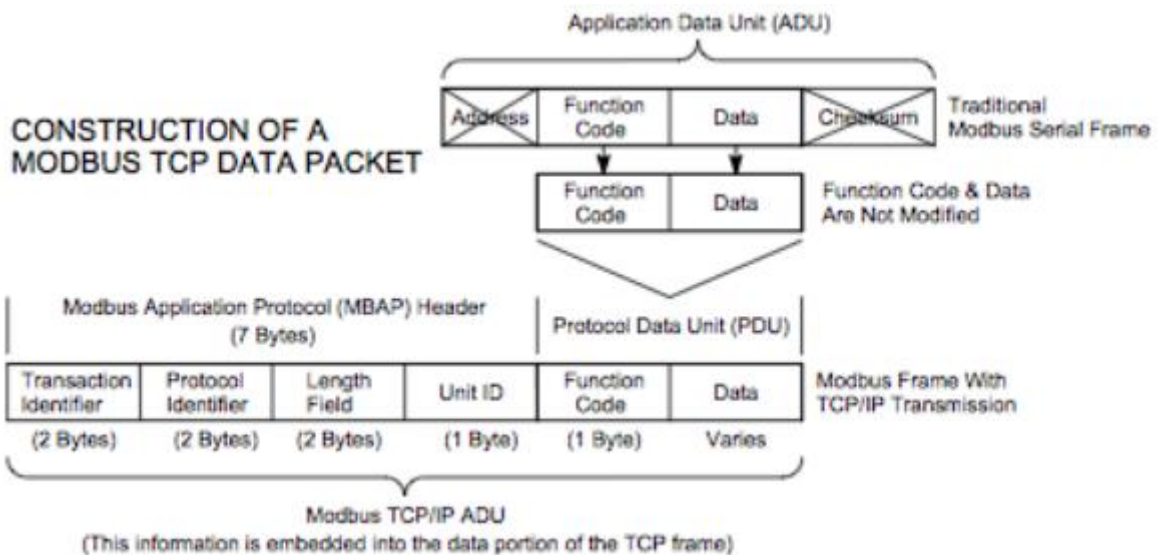 Application Data Unit (ADU)
CONSTRUCTION OF A
MODBUS TCP DATA PACKET
Address
Function
Code
Data
Checksum
Traditional
Modbus Serial Frame
Function
Code
Data
Function Code & Data
Are Not Modified
Modbus Application Protocol (MBAP) Header
(7 Bytes)
Protocol Data Unit (PDU)
Transaction
Identifier
Protocol
Identifier
Length
Field
Unit ID
Function
Code
Data
Modbus Frame With
TCP/IP Transmission
(2 Bytes)
(2 Bytes)
(2 Bytes)
(1 Byte)
(1 Byte)
Varies
Modbus TCP/IP ADU
(This information is embedded into the data portion of the TCP frame)